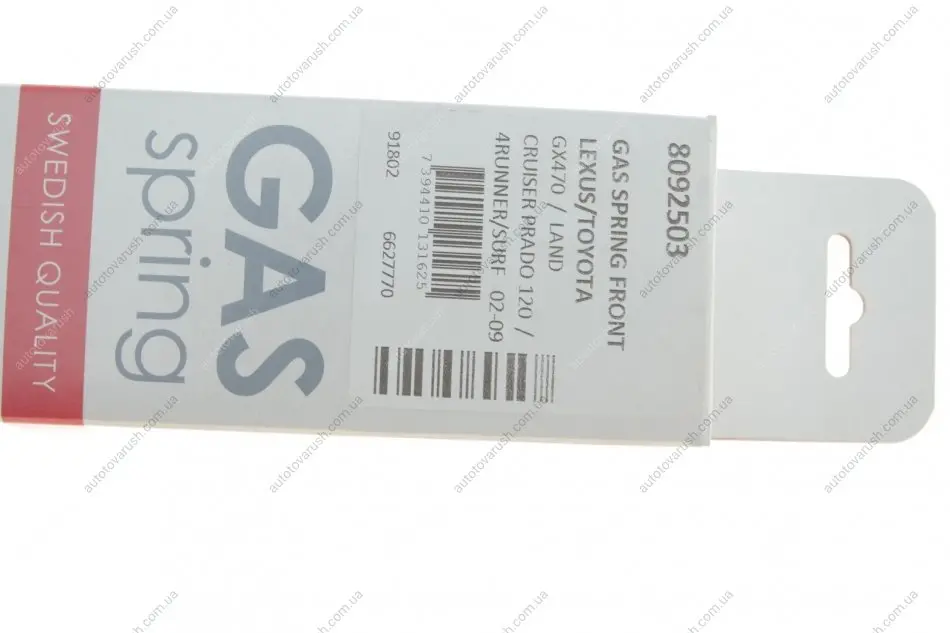 8092503
GAS SPRING FRONT
LEXUS/TOYOTA
GX470 / LAND
CRUISER PRADO 120 /
4RUNNER/SURF 02-09
7 394410 131625
91802 6627770
GAS
spring
SWEDISH QUALITY
autotovarush.com.ua